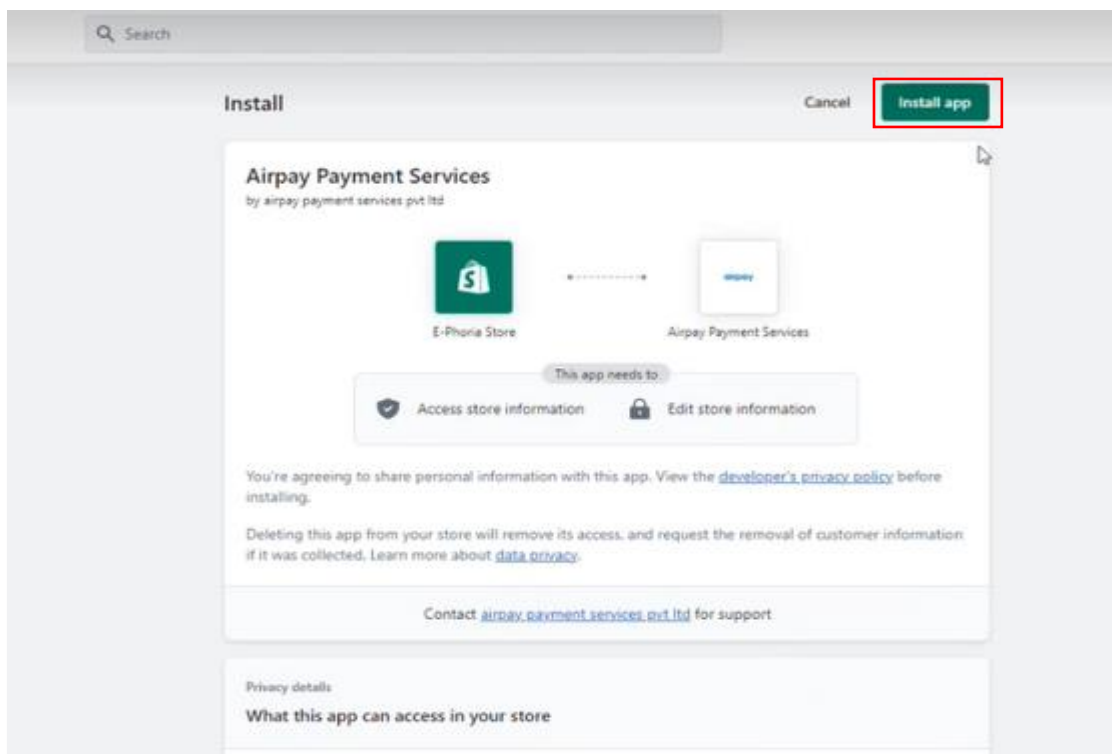 Search
Install
Cancel
Install app
Airpay Payment Services
by airpay payment services pvt ltd
airpay
E-Phoria Store
Airpay Payment Services
This app needs to
Access store information
Edit store information
You're agreeing to share personal information with this app. View the developer's privacy policy before
installing.
Deleting this app from your store will remove its access, and request the removal of customer information
if it was collected. Learn more about data privacy.
Contact airpay payment services pvt ltd for support
Privacy details
What this app can access in your store